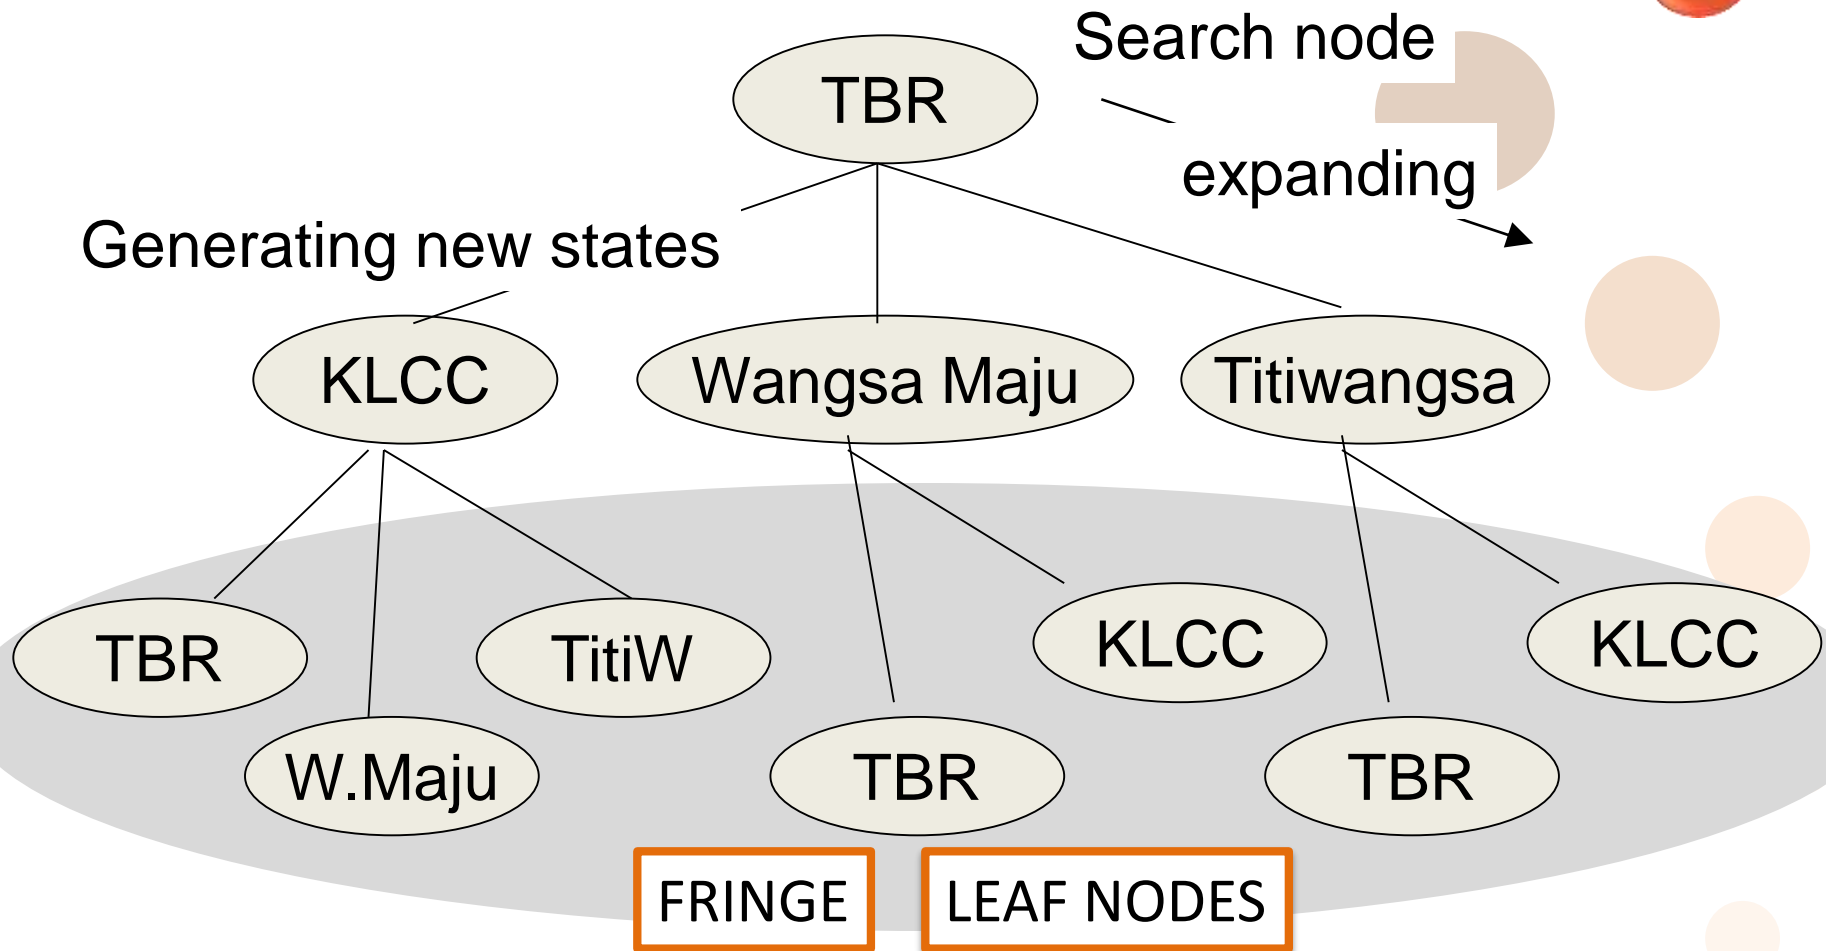 Search node
TBR
expanding
Generating new states
KLCC
Wangsa Maju
Titiwangsa
TBR
TitiW
KLCC
KLCC
W.Maju
TBR
TBR
FRINGE
LEAF NODES